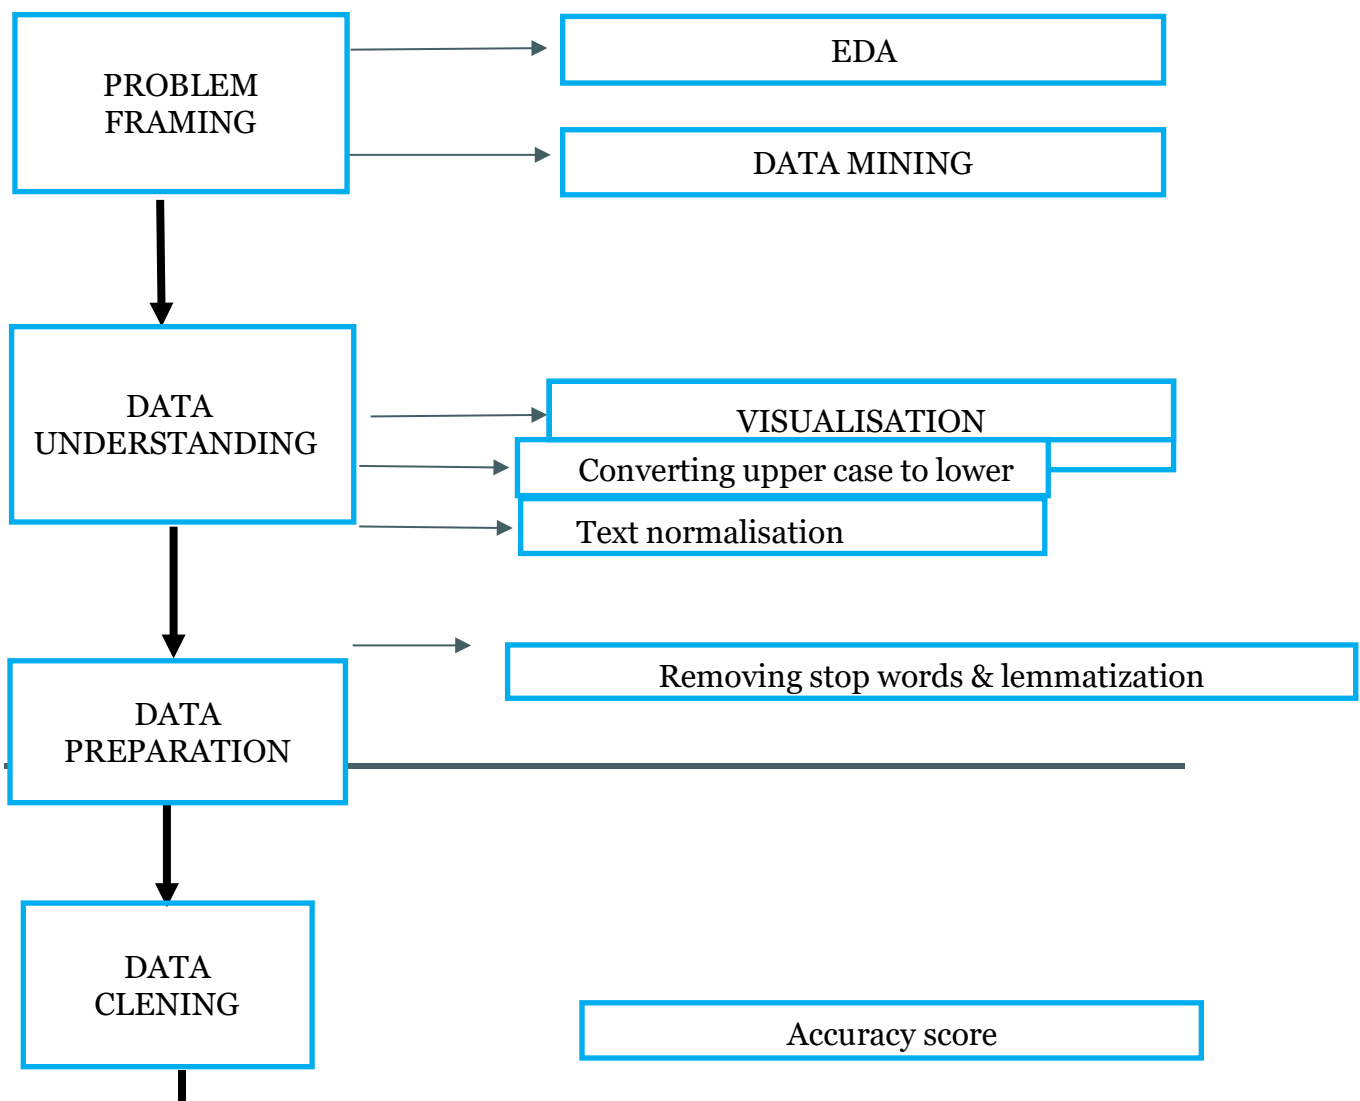 PROBLEM
FRAMING
EDA
DATA MINING
DATA
UNDERSTANDING
VISUALISATION
Converting upper case to lower
Text normalisation
DATA
PREPARATION
Removing stop words & lemmatization
DATA
CLENING
Accuracy score